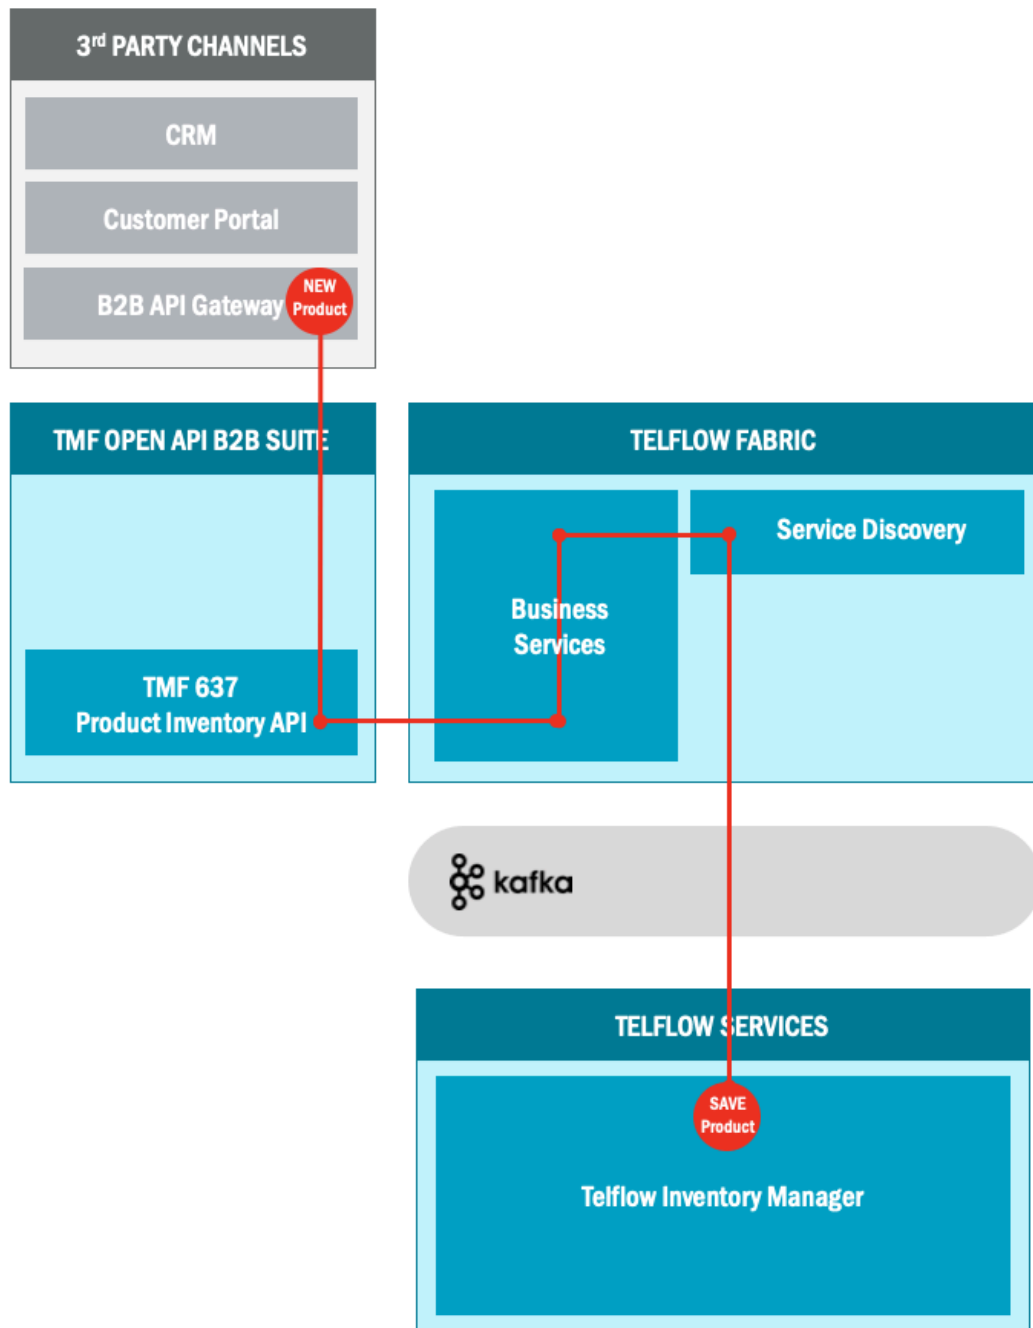 3rd PARTY CHANNELS
CRM
Customer Portal
B2B API Gateway
NEW
Product
TMF OPEN API B2B SUITE
TMF 637
Product Inventory API
TELFLOW FABRIC
Business
Services
Service Discovery
kafka
TELFLOW SERVICES
SAVE
Product
Telflow Inventory Manager